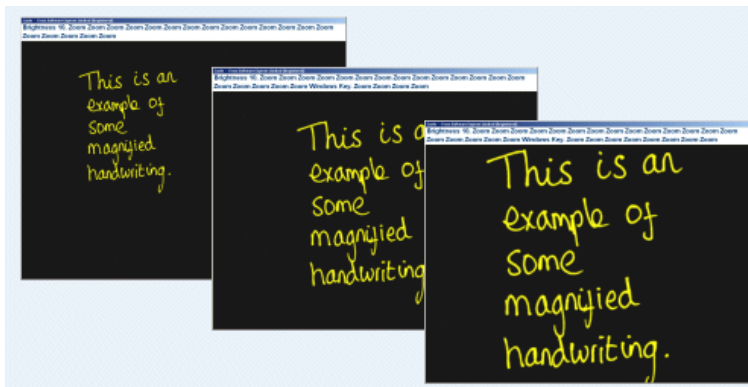 Brightness 10. Zoom Zoom Zoom Zoom Zoom Zoom Zoom Zoom Zoom Zoom Zoom Zoom Zoom
Zoom Zoom Zoom Zoom Zoom
This is an
example of
some
magnified
handwriting.
Brightness 10. Zoom Zoom Zoom Zoom Zoom Zoom Zoom Zoom Zoom Zoom Zoom Zoom Zoom
Zoom Zoom Zoom Zoom Zoom Windows Key. Zoom Zoom Zoom Zoom
This is a
example of
some
magnified
handwriting
Brightness 10. Zoom Zoom Zoom Zoom Zoom Zoom Zoom Zoom Zoom Zoom Zoom Zoom Zoom
Zoom Zoom Zoom Zoom Zoom Windows Key. Zoom Zoom Zoom Zoom Zoom Zoom Zoom Zoom
This is an
example of
some
magnified
handwriting.